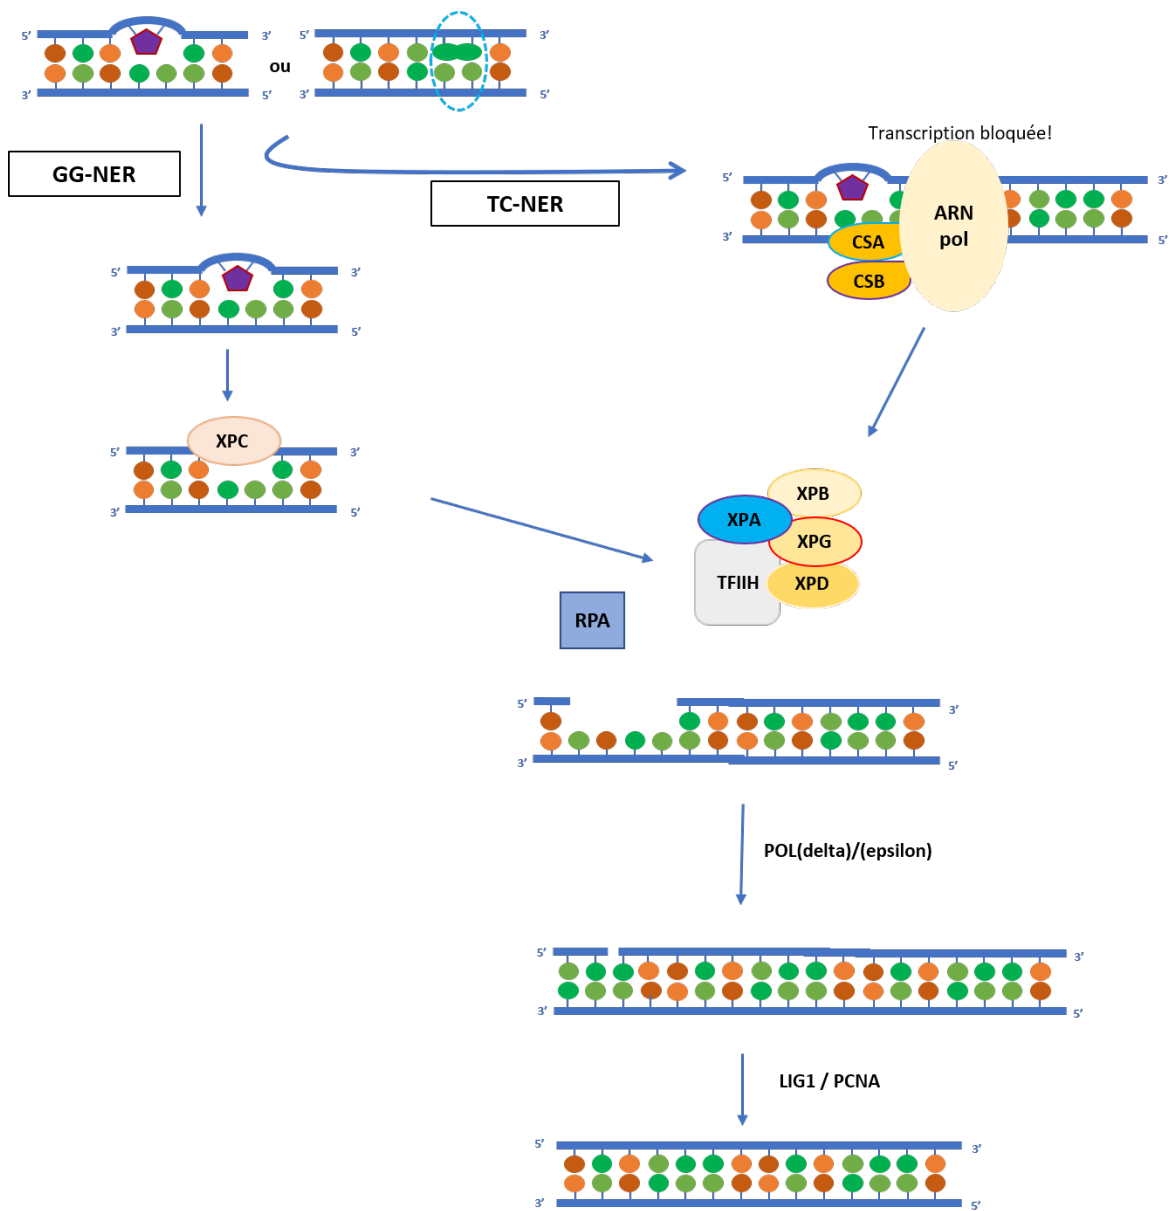 5’ 3’ 5’ 3’
ou
3’ 5’ 3’ 5’
Transcription bloquée!
GG-NER
TC-NER
5’ 3’
ARN
pol
CSA
3’ 5’
CSB
5’ 3’
3’ 5’
XPC
5’ 3’
3’ 5’
XPB
XPA
XPG
TFIIH
XPD
RPA
5’ 3’
3’ 5’
POL(delta)/(epsilon)
5’ 3’
3’ 5’
LIG1 / PCNA
5’ 3’
3’ 5’